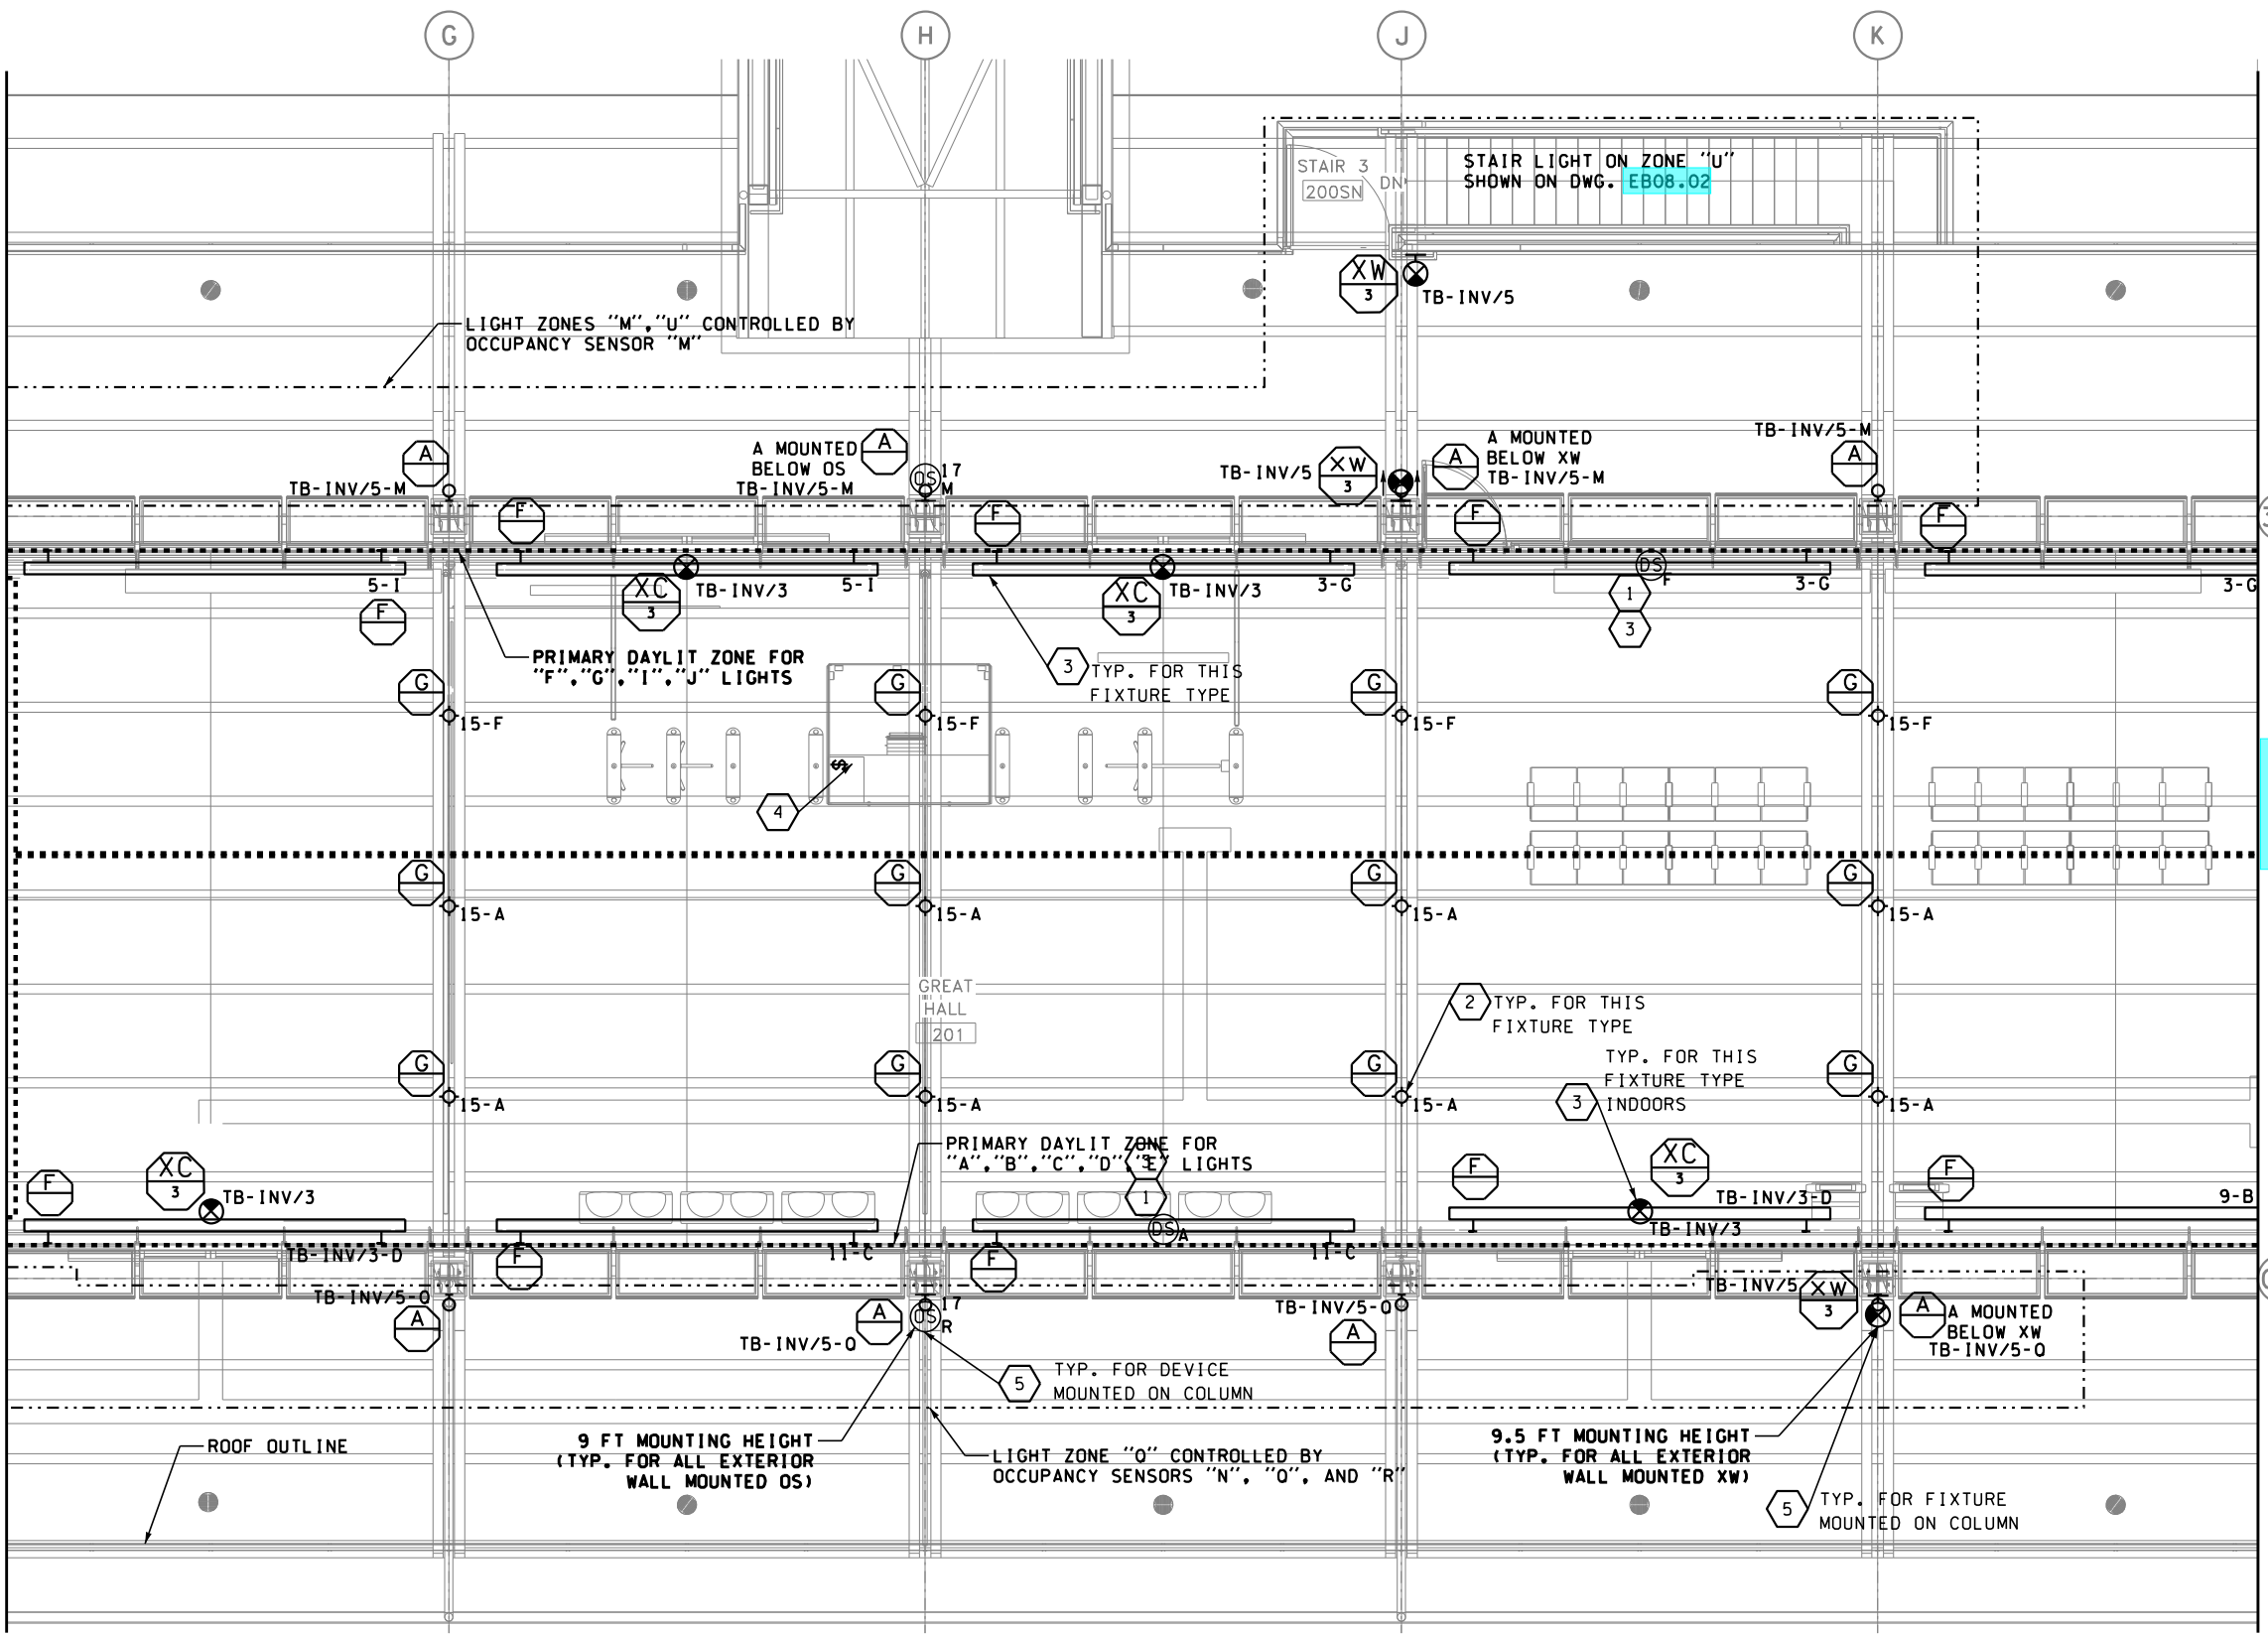 G
H
J
K
STAIR 3
200SN
DN
STAIR LIGHT ON ZONE "U"
SHOWN ON DWG. EB08.02
XW
3
TB-INV/5
LIGHT ZONES "M","U" CONTROLLED BY
OCCUPANCY SENSOR "M"
A
TB-INV/5-M
A MOUNTED
BELOW OS
TB-INV/5-M
A
OS
17
M
TB-INV/5
XW
3
A
A MOUNTED
BELOW XW
TB-INV/5-M
TB-INV/5-M
A
F
F
F
F
5-I
F
XC
3
TB-INV/3
5-I
XC
3
TB-INV/3
3-G
DS
F
1
3
3-G
3-G
PRIMARY DAYLIT ZONE FOR
"F","G","I","J" LIGHTS
3
TYP. FOR THIS
FIXTURE TYPE
G
15-F
G
15-F
G
15-F
G
15-F
S
4
G
15-A
G
15-A
G
15-A
G
15-A
GREAT
HALL
201
2
TYP. FOR THIS
FIXTURE TYPE
TYP. FOR THIS
FIXTURE TYPE
INDOORS
3
G
15-A
G
15-A
G
15-A
G
15-A
PRIMARY DAYLIT ZONE FOR
"A","B","C","D","E" LIGHTS
3
1
F
XC
3
TB-INV/3
F
XC
3
TB-INV/3-D
TB-INV/3
F
9-B
TB-INV/3-D
F
11-C
F
DS
A
11-C
TB-INV/5-Q
A
TB-INV/5-Q
A
17
OS
R
TB-INV/5-Q
A
TB-INV/5
XW
3
A
A MOUNTED
BELOW XW
TB-INV/5-Q
5
TYP. FOR DEVICE
MOUNTED ON COLUMN
ROOF OUTLINE
9 FT MOUNTING HEIGHT
(TYP. FOR ALL EXTERIOR
WALL MOUNTED OS)
LIGHT ZONE "Q" CONTROLLED BY
OCCUPANCY SENSORS "N", "Q", AND "R"
9.5 FT MOUNTING HEIGHT
(TYP. FOR ALL EXTERIOR
WALL MOUNTED XW)
5
TYP. FOR FIXTURE
MOUNTED ON COLUMN